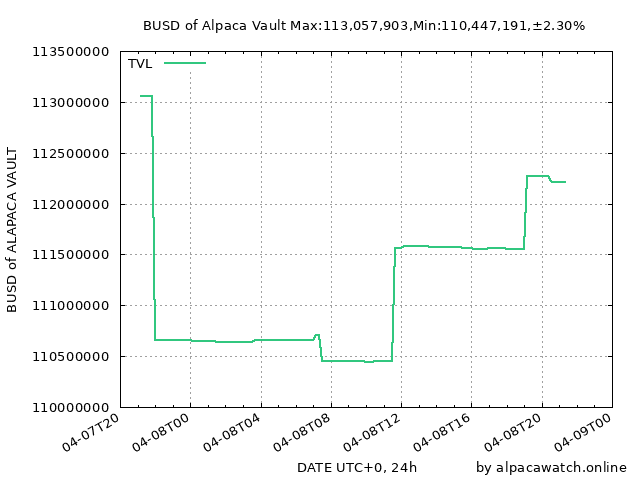 BUSD of Alpaca Vault Max:113,057,903,Min:110,447,191,±2.30%
TVL
113500000
113000000
112500000
112000000
111500000
111000000
110500000
110000000
BUSD of ALAPACA VAULT
04-07T20
04-08T00
04-08T04
04-08T08
04-08T12
04-08T16
04-08T20
04-09T00
DATE UTC+0, 24h
by alpacawatch.online